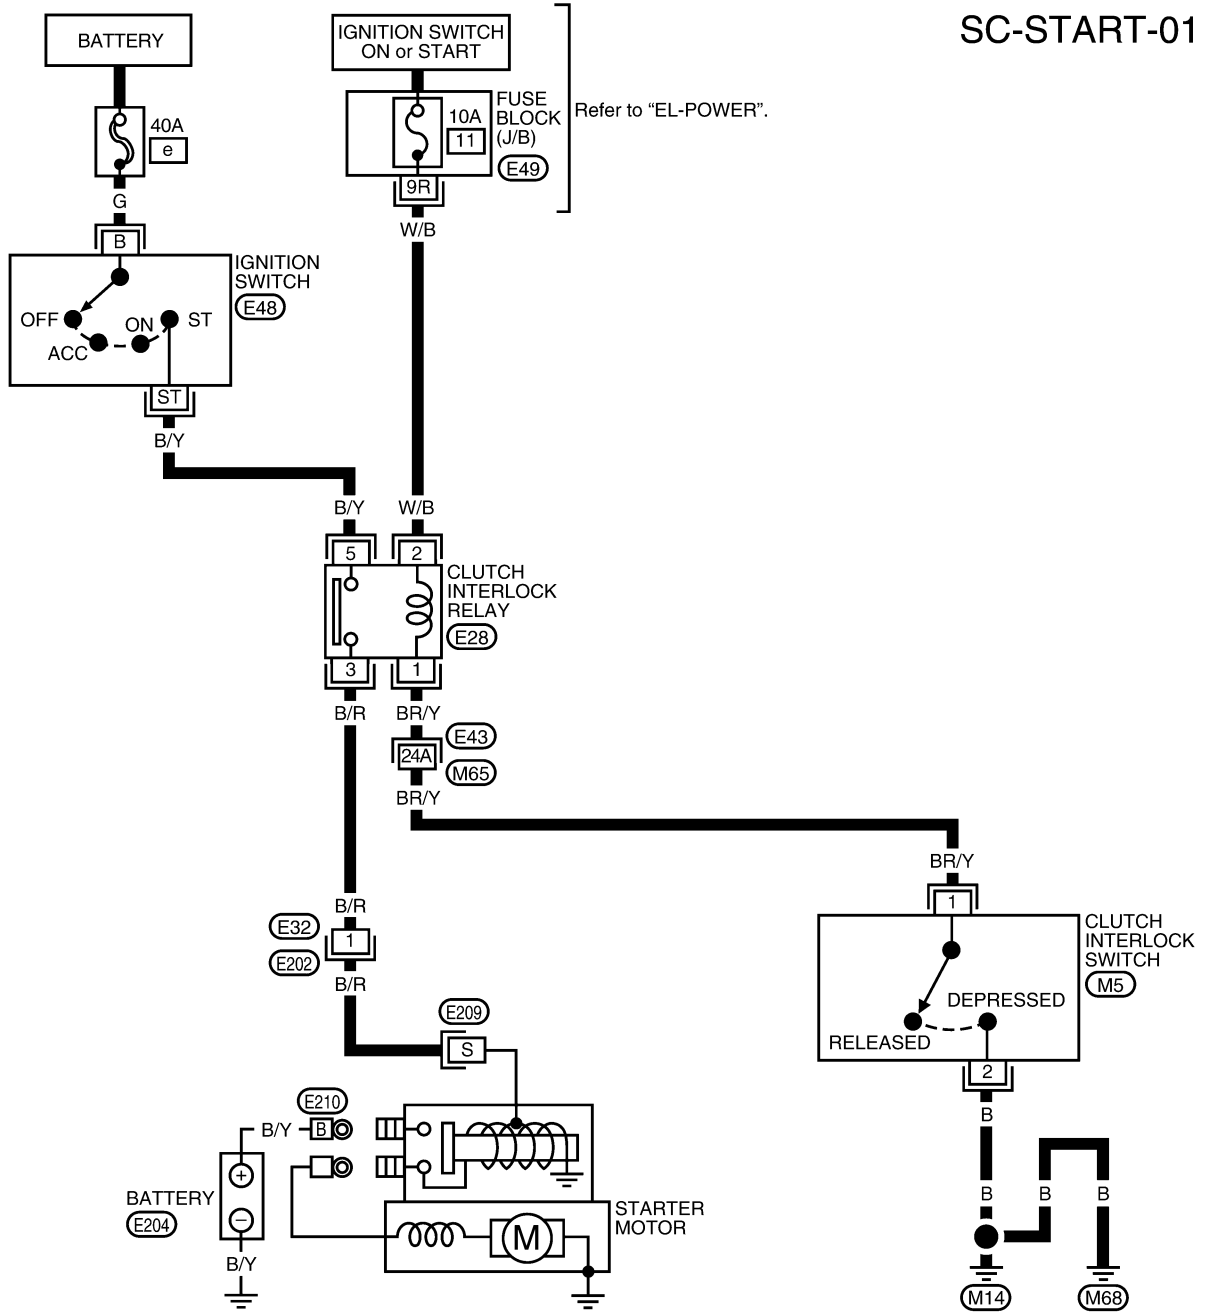 SC-START-01
BATTERY
IGNITION SWITCH
ON or START
40A
e
FUSE
BLOCK
(J/B)
10A
11
E49
Refer to “EL-POWER”.
G
9R
W/B
B
IGNITION
SWITCH
E48
OFF
ACC
ON
ST
ST
B/Y
B/Y
W/B
5
2
CLUTCH
INTERLOCK
RELAY
E28
3
1
B/R
BR/Y
E43
24A
M65
BR/Y
BR/Y
B/R
E32
1
E202
B/R
1
CLUTCH
INTERLOCK
SWITCH
M5
DEPRESSED
RELEASED
2
B
E209
S
E210
B/Y
B
+
BATTERY
E204
−
B/Y
STARTER
MOTOR
M
B
B
B
M14
M68